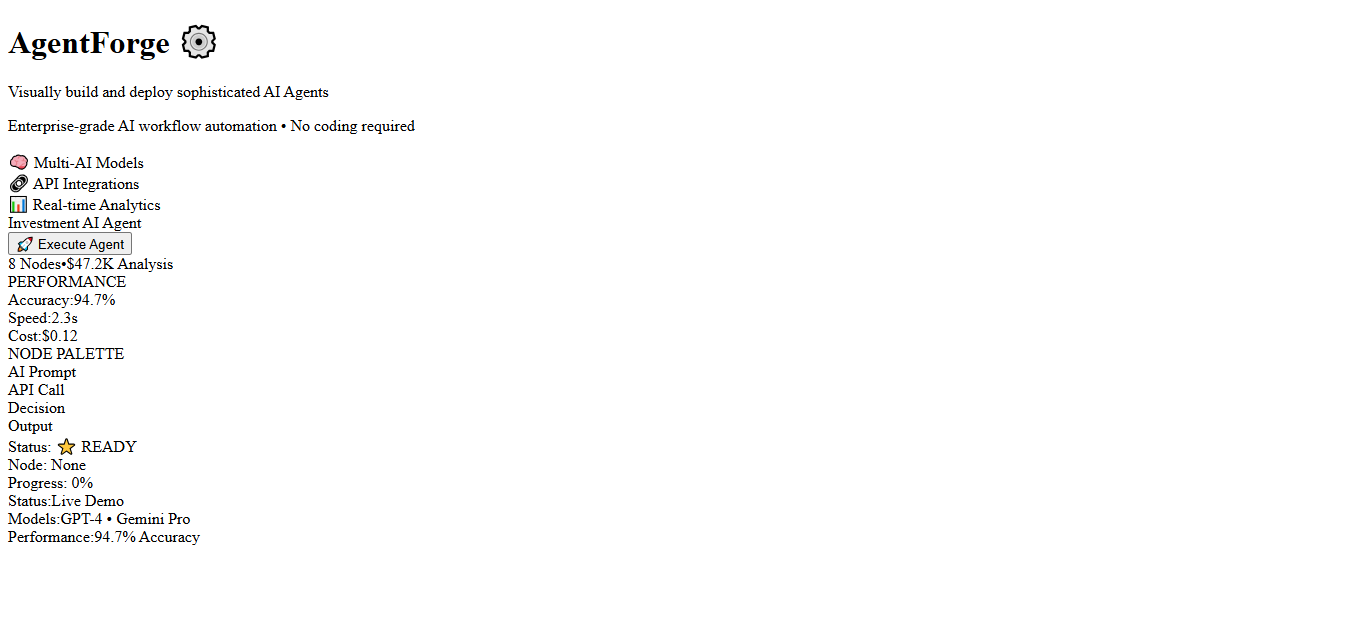 AgentForge ⚙️
Visually build and deploy sophisticated AI Agents
Enterprise-grade AI workflow automation • No coding required
🧠 Multi-AI Models
🔗 API Integrations
📊 Real-time Analytics
Investment AI Agent
🚀 Execute Agent
8 Nodes•$47.2K Analysis
PERFORMANCE
Accuracy:94.7%
Speed:2.3s
Cost:$0.12
NODE PALETTE
AI Prompt
API Call
Decision
Output
Status: ⭐ READY
Node: None
Progress: 0%
Status:Live Demo
Models:GPT-4 • Gemini Pro
Performance:94.7% Accuracy